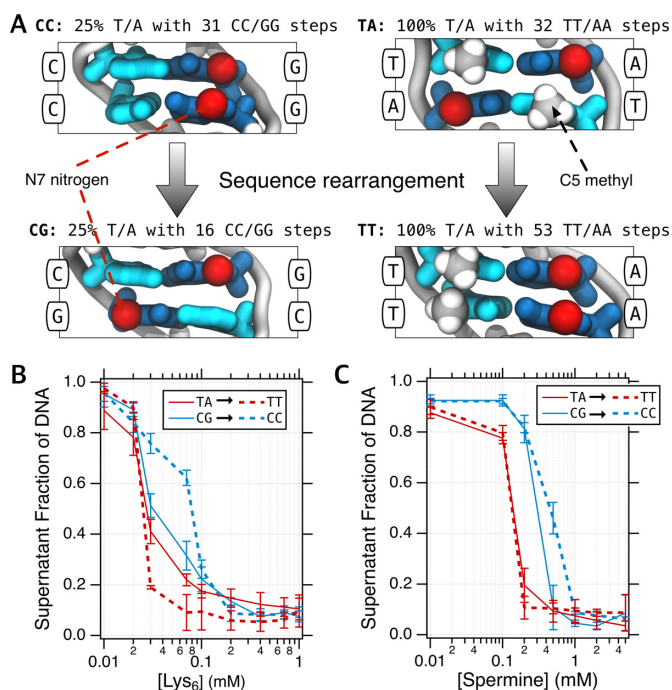 A
CC: 25% T/A with 31 CC/GG steps
TA: 100% T/A with 32 TT/AA steps
C G
C G
T A
A T
N7 nitrogen
Sequence rearrangement
C5 methyl
CG: 25% T/A with 16 CC/GG steps
TT: 100% T/A with 53 TT/AA steps
C G
G C
T A
T A
B
Supernatant Fraction of DNA
1.0
0.8
0.6
0.4
0.2
0.0
TA → TT
CG → CC
0.01 2 4 6 8 0.1 2 4 6 8 1
[Lys6] (mM)
C
Supernatant Fraction of DNA
1.0
0.8
0.6
0.4
0.2
0.0
TA → TT
CG → CC
0.01 2 4 0.1 2 4 1 2 4
[Spermine] (mM)